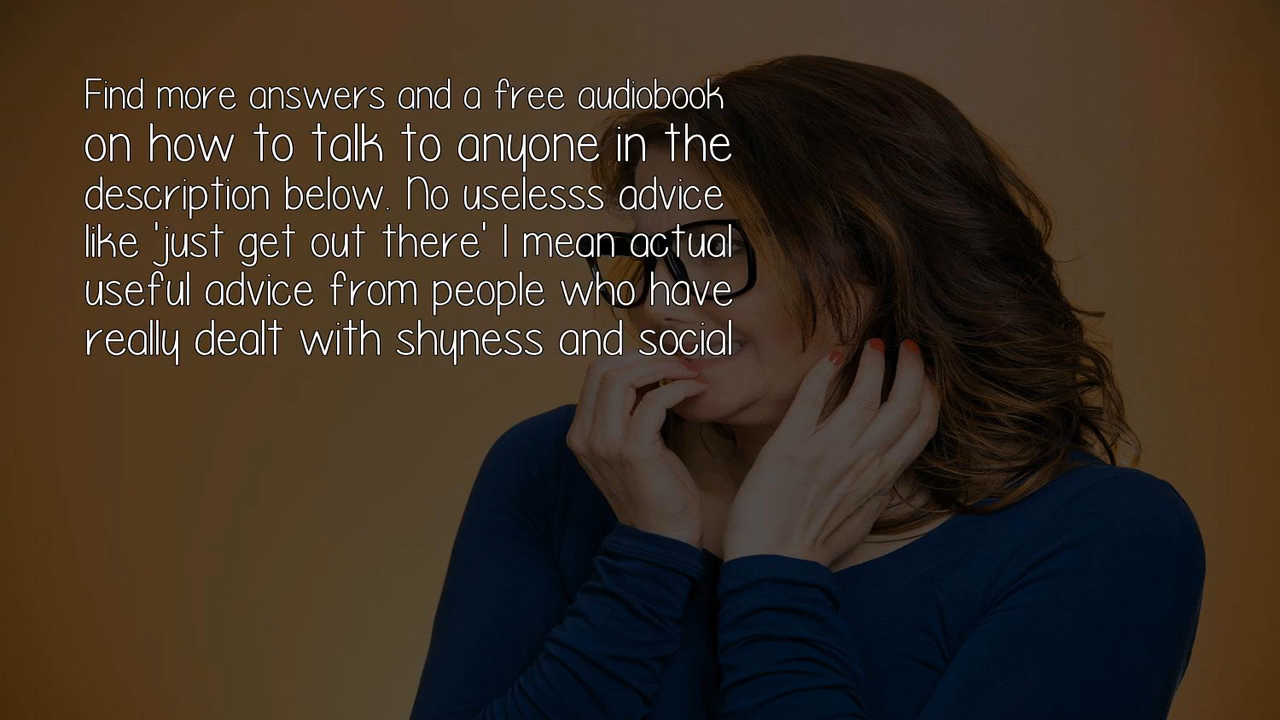 Find more answers and a free audiobook
on how to talk to anyone in the
description below. No uselesss advice
like 'just get out there' I mean actual
useful advice from people who have
really dealt with shyness and social